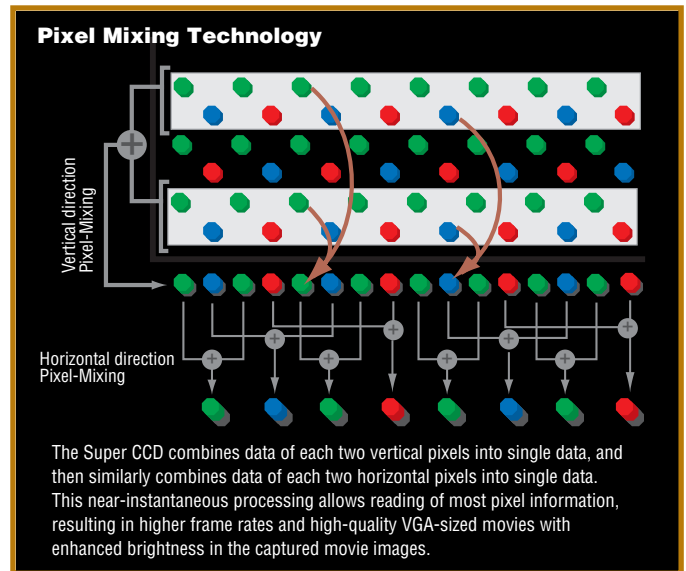 Pixel Mixing Technology
Vertical direction
Pixel-Mixing
Horizontal direction
Pixel-Mixing
The Super CCD combines data of each two vertical pixels into single data, and
then similarly combines data of each two horizontal pixels into single data.
This near-instantaneous processing allows reading of most pixel information,
resulting in higher frame rates and high-quality VGA-sized movies with
enhanced brightness in the captured movie images.